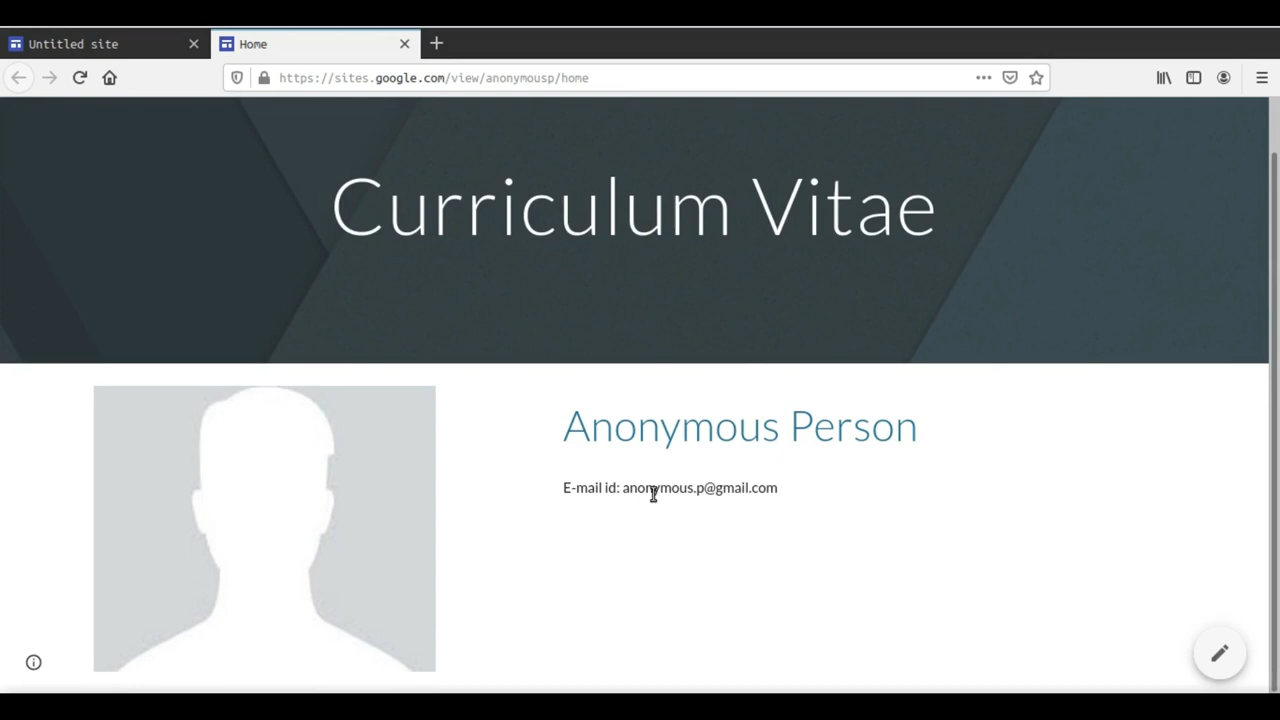 Untitled site
Home
https://sites.google.com/view/anonymousp/home
Curriculum Vitae
Anonymous Person
E-mail id: anonymous.p@gmail.com